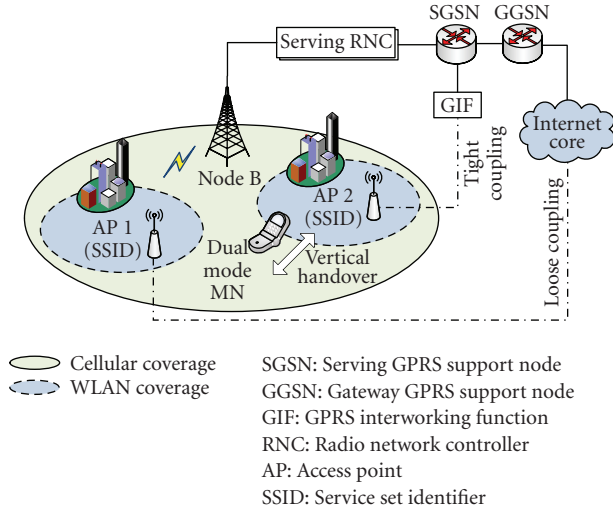 SGSN
GGSN
Serving RNC
GIF
Internet
core
Tight
coupling
Node B
AP 2
(SSID)
AP 1
(SSID)
Dual
mode
MN
Vertical
handover
Loose coupling
Cellular coverage
WLAN coverage
SGSN: Serving GPRS support node
GGSN: Gateway GPRS support node
GIF: GPRS interworking function
RNC: Radio network controller
AP: Access point
SSID: Service set identifier